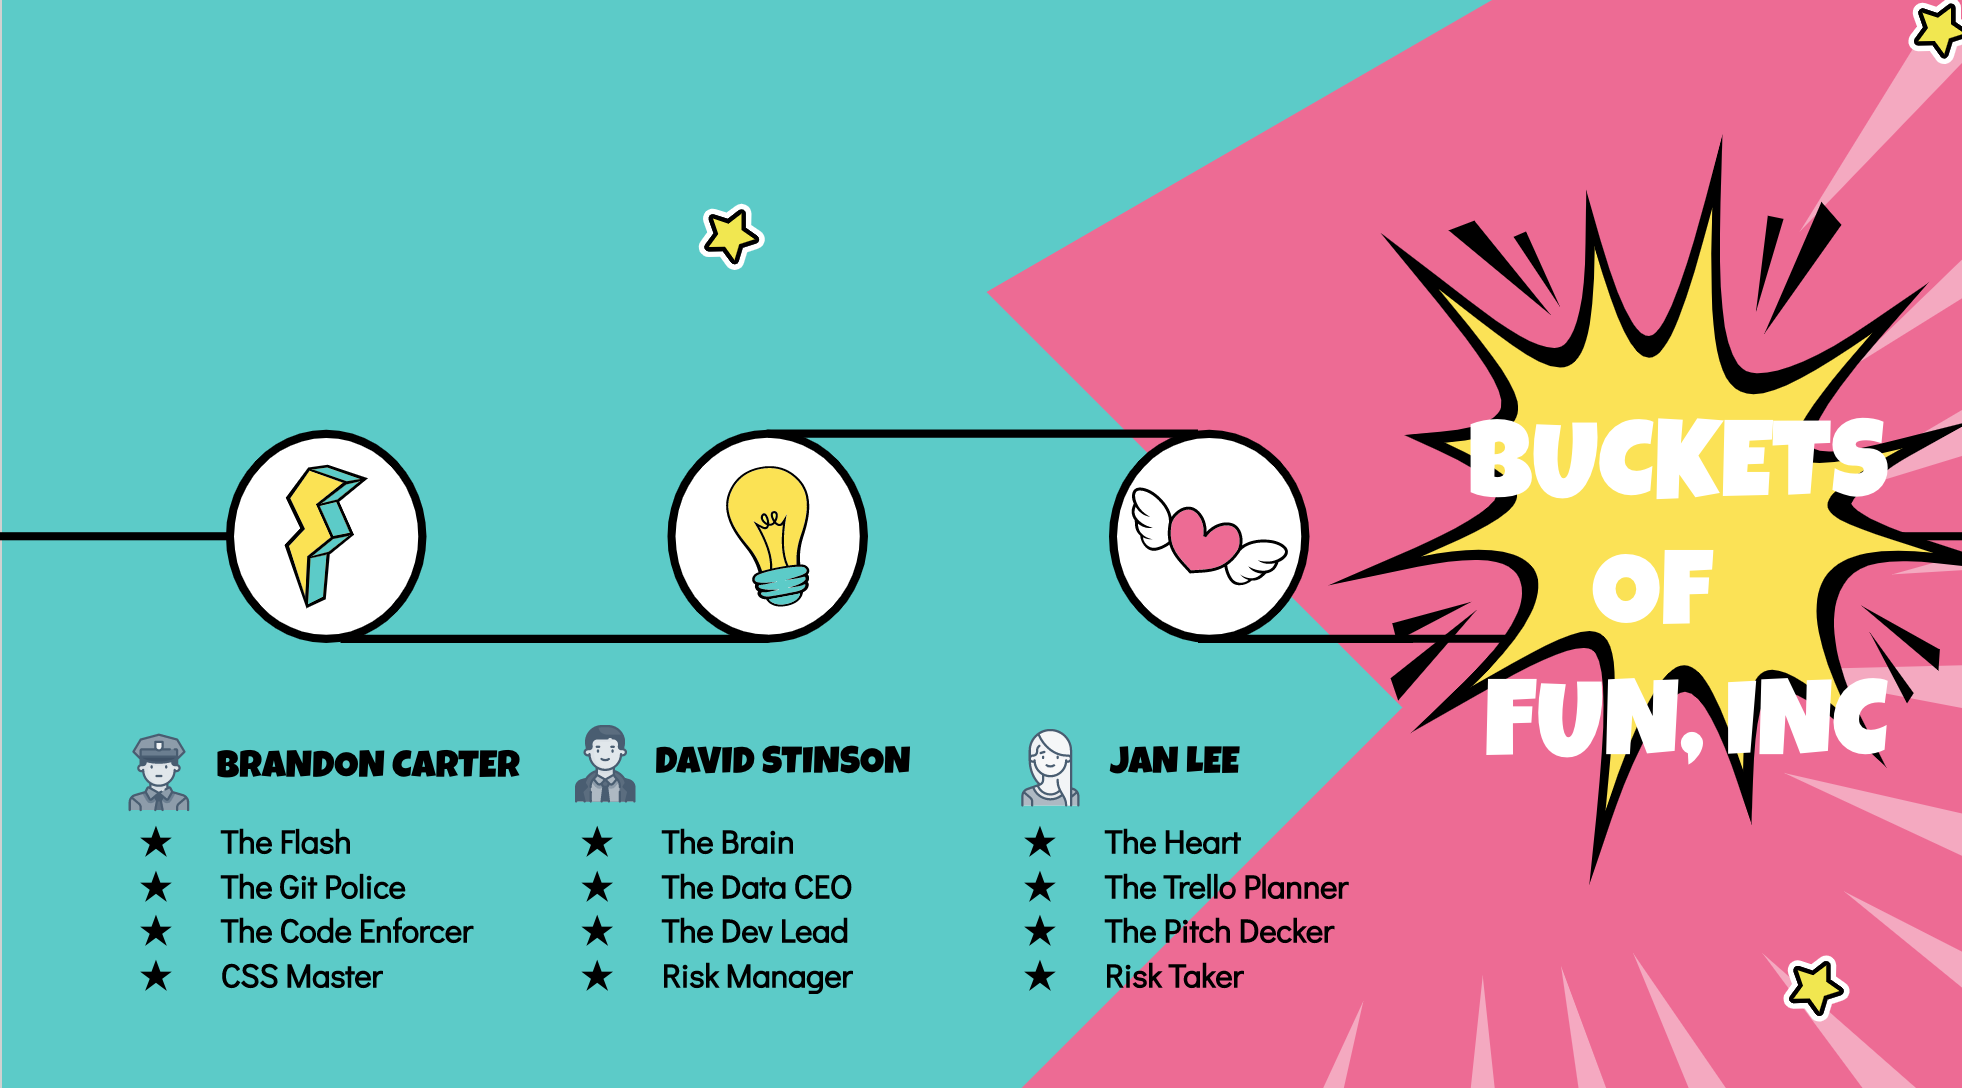 BUCKETS
OF
FUN, INC
BRANDON CARTER
The Flash
The Git Police
The Code Enforcer
CSS Master
DAVID STINSON
The Brain
The Data CEO
The Dev Lead
Risk Manager
JAN LEE
The Heart
The Trello Planner
The Pitch Decker
Risk Taker